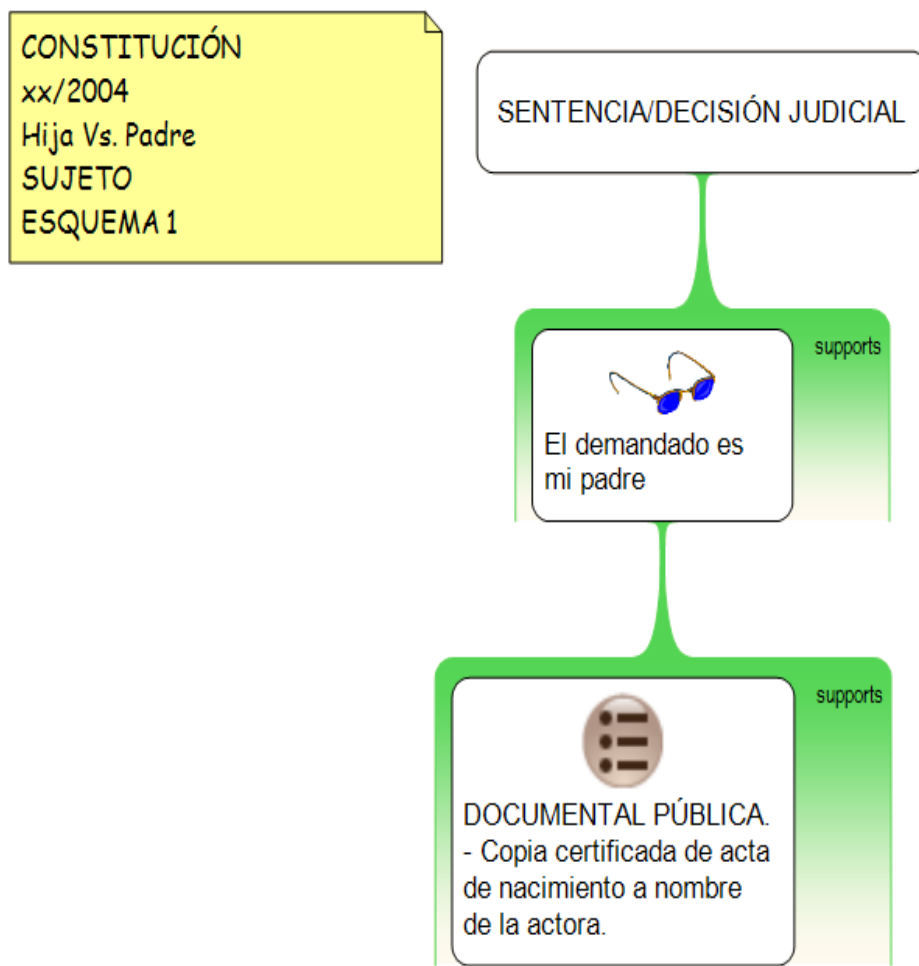 CONSTITUCIÓN
xx/2004
Hija Vs. Padre
SUJETO
ESQUEMA 1
SENTENCIA/DECISIÓN JUDICIAL
supports
El demandado es
mi padre
supports
DOCUMENTAL PÚBLICA.
- Copia certificada de acta
de nacimiento a nombre
de la actora.